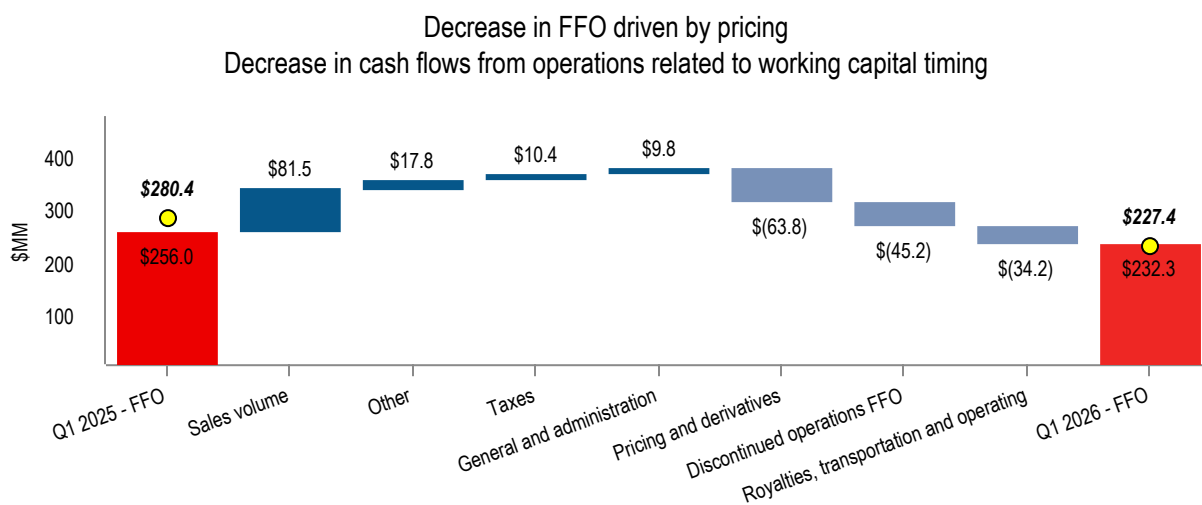 Decrease in FFO driven by pricing
Decrease in cash flows from operations related to working capital timing
$MM
400
300
200
100
$280.4
$256.0
$81.5
$17.8
$10.4
$9.8
$(63.8)
$(45.2)
$(34.2)
$227.4
$232.3
Q1 2025 - FFO
Sales volume
Other
Taxes
General and administration
Pricing and derivatives
Discontinued operations FFO
Royalties, transportation and operating
Q1 2026 - FFO